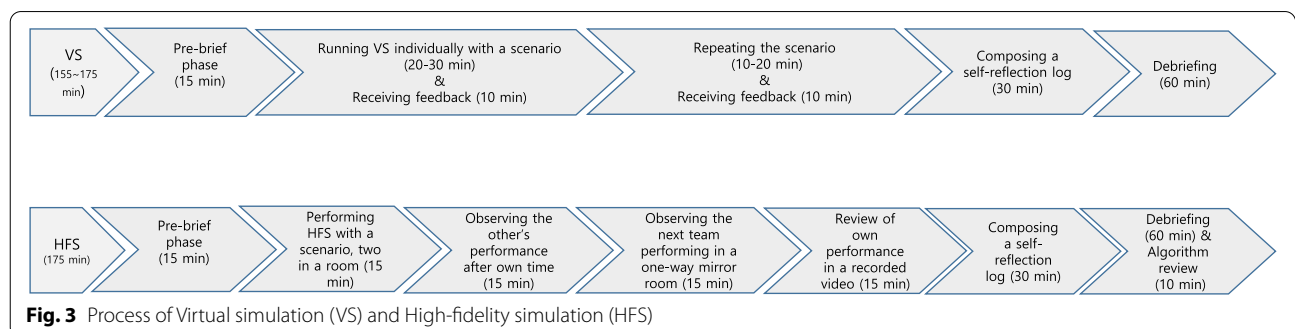 VS
(155~175
min)
Pre-brief
phase
(15 min)
Running VS individually with a scenario
(20-30 min)
&
Receiving feedback (10 min)
Repeating the scenario
(10-20 min)
&
Receiving feedback (10 min)
Composing a
self-reflection log
(30 min)
Debriefing
(60 min)
HFS
(175 min)
Pre-brief
phase
(15 min)
Performing
HFS with a
scenario, two
in a room (15
min)
Observing the
other's
performance
after own time
(15 min)
Observing the
next team
performing in a
one-way mirror
room (15 min)
Review of
own
performance
in a recorded
video (15 min)
Composing
a self-
reflection
log (30 min)
Debriefing
(60 min) &
Algorithm
review
(10 min)
Fig. 3 Process of Virtual simulation (VS) and High-fidelity simulation (HFS)